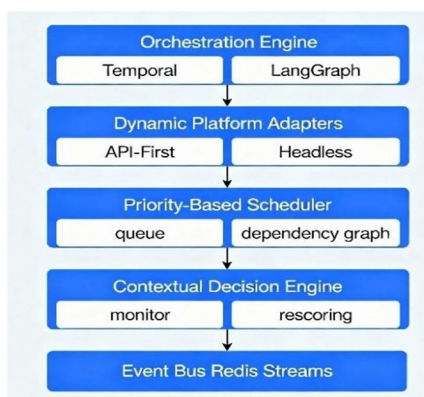 Orchestration Engine
Temporal LangGraph
Dynamic Platform Adapters
API-First Headless
Priority-Based Scheduler
queue dependency graph
Contextual Decision Engine
monitor rescoring
Event Bus Redis Streams